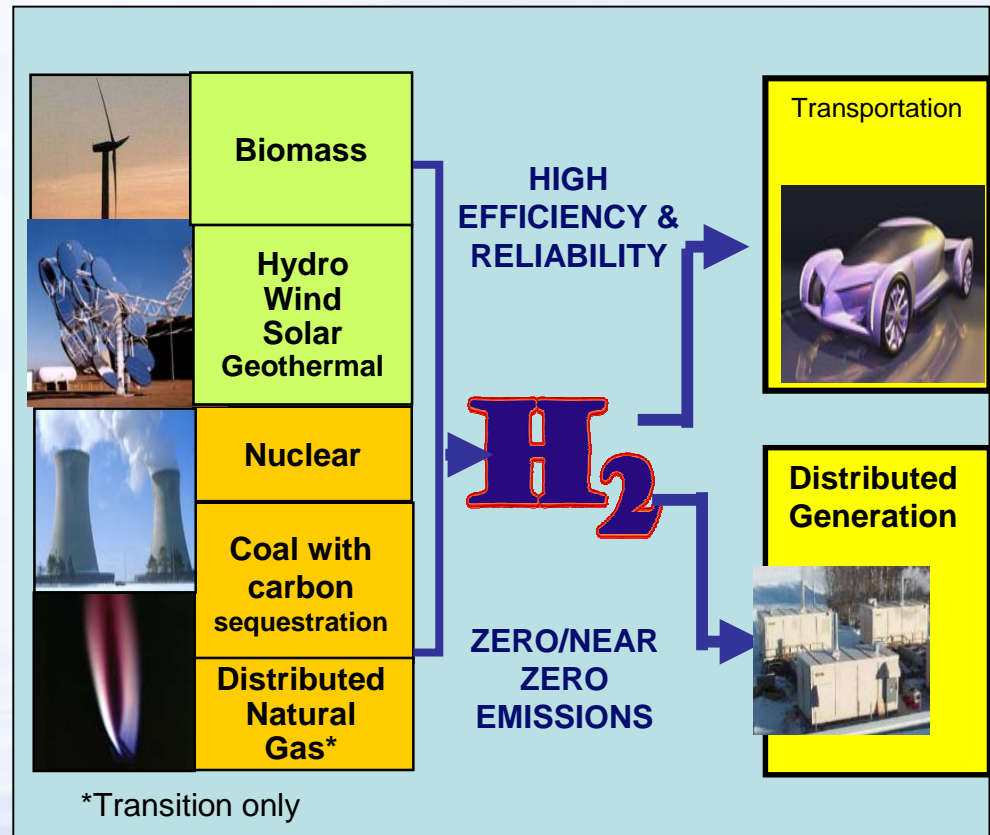 Biomass
Hydro
Wind
Solar
Geothermal
Nuclear
Coal with
carbon
sequestration
Distributed
Natural
Gas*
*Transition only
HIGH
EFFICIENCY &
RELIABILITY
H2
ZERO/NEAR
ZERO
EMISSIONS
Transportation
Distributed
Generation